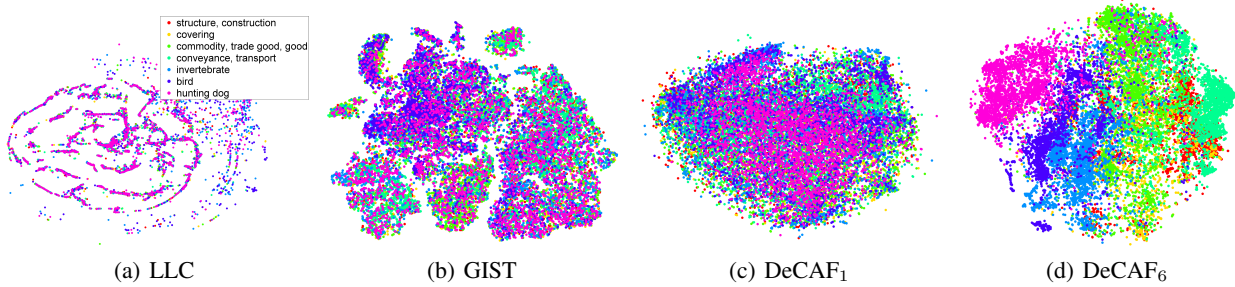 structure, construction
covering
commodity, trade good, good
conveyance, transport
invertebrate
bird
hunting dog
(a) LLC
(b) GIST
(c) DeCAF₁
(d) DeCAF₆